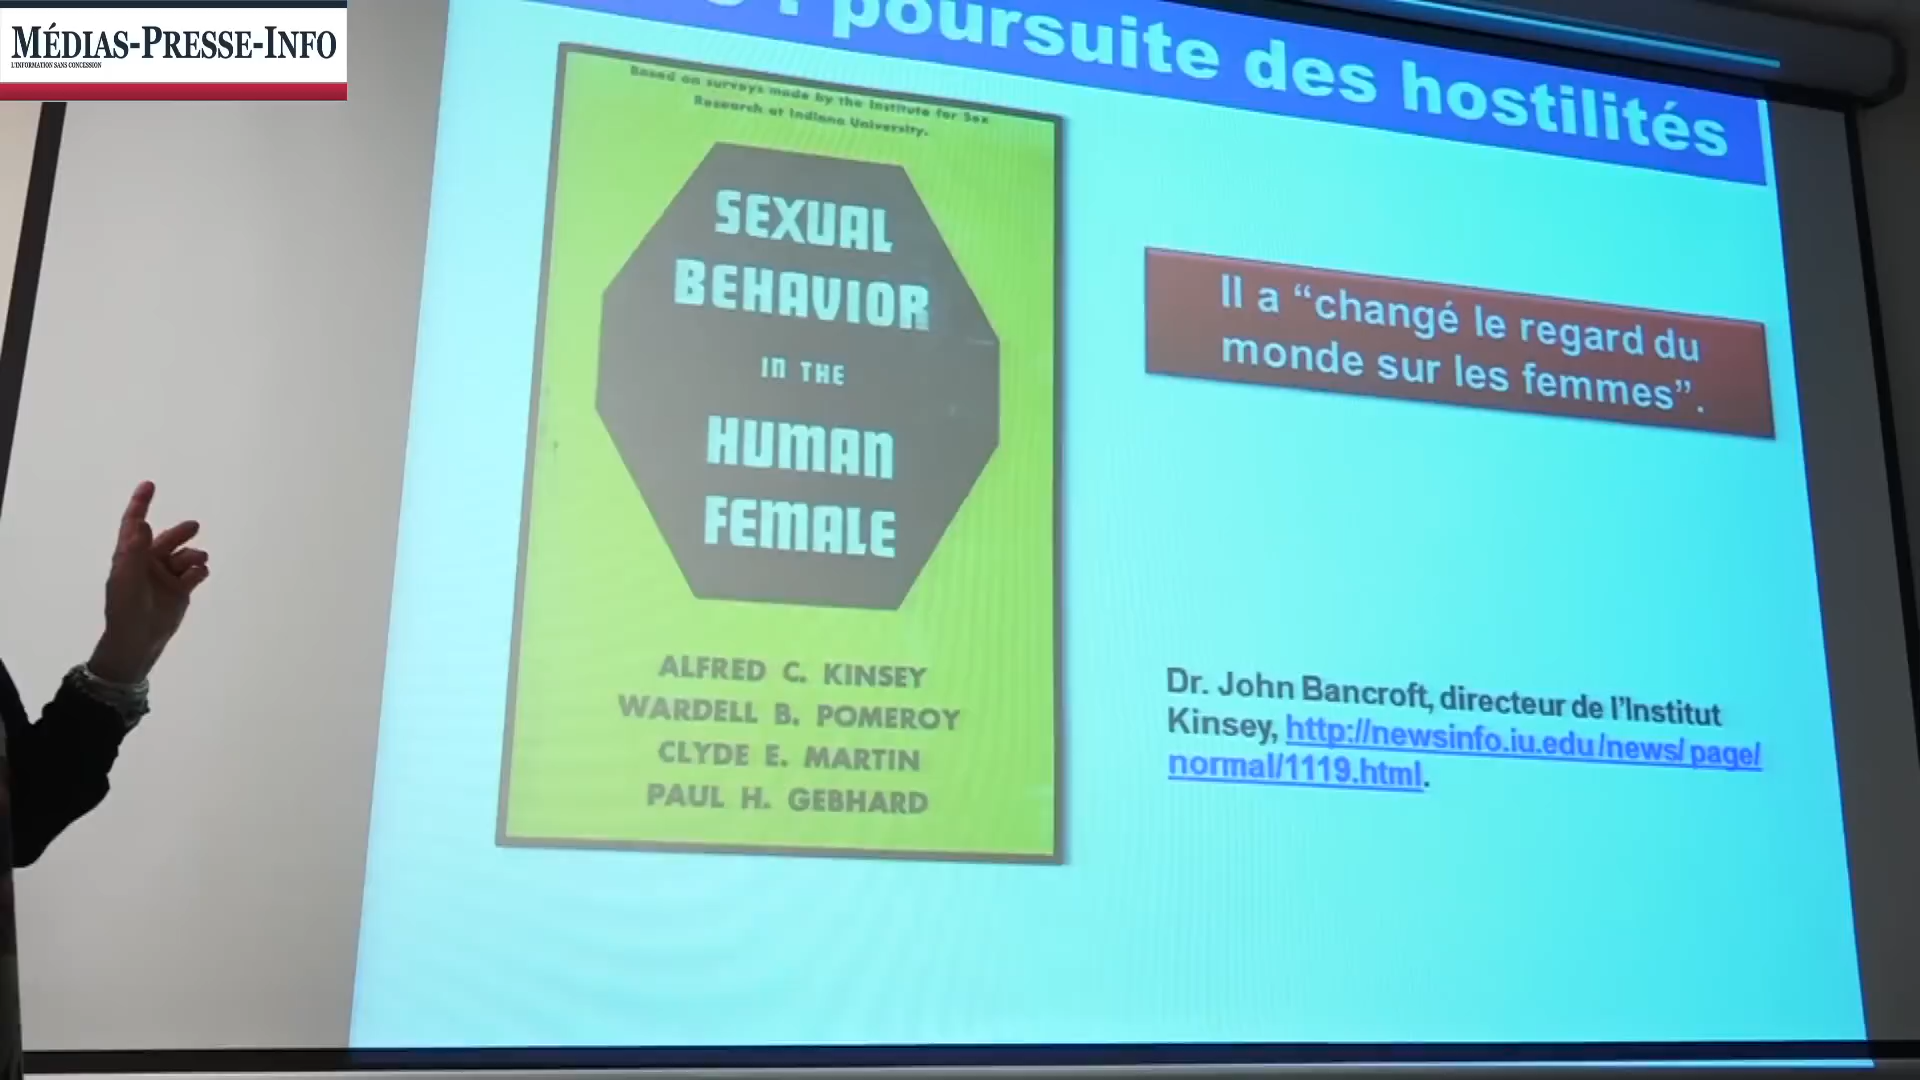 MÉDIAS-PRESSE-INFO
L'INFORMATION SANS CONCESSION
: poursuite des hostilités
Based on surveys made by the Institute for Sex
Research at Indiana University.
SEXUAL
BEHAVIOR
IN THE
HUMAN
FEMALE
ALFRED C. KINSEY
WARDELL B. POMEROY
CLYDE E. MARTIN
PAUL H. GEBHARD
Il a “changé le regard du
monde sur les femmes”.
Dr. John Bancroft, directeur de l’Institut
Kinsey, http://newsinfo.iu.edu/news/page/
normal/1119.html.